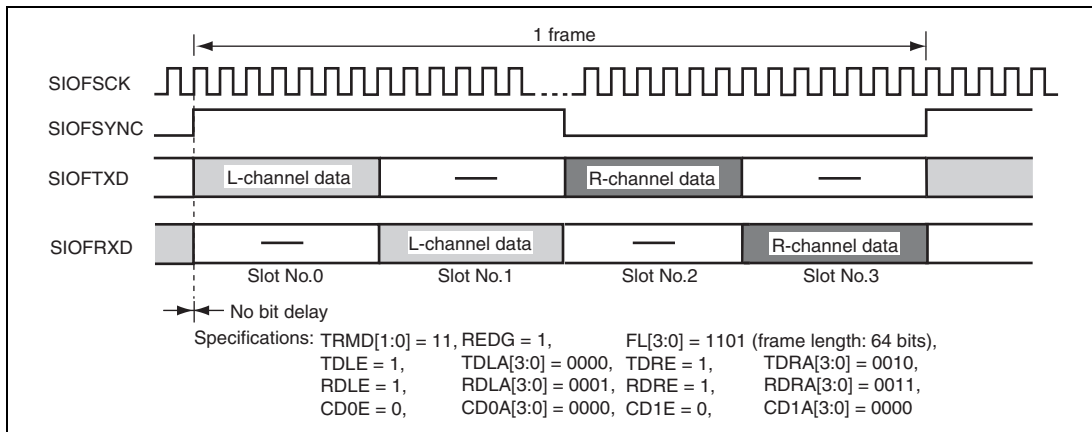 1 frame
SIOFSCK
SIOFSYNC
SIOFTXD L-channel data — R-channel data —
SIOFRXD — L-channel data — R-channel data
Slot No.0 Slot No.1 Slot No.2 Slot No.3
No bit delay
Specifications: TRMD[1:0] = 11, REDG = 1, FL[3:0] = 1101 (frame length: 64 bits),
TDLE = 1, TDLA[3:0] = 0000, TDRE = 1, TDRA[3:0] = 0010,
RDLE = 1, RDLA[3:0] = 0001, RDRE = 1, RDRA[3:0] = 0011,
CD0E = 0, CD0A[3:0] = 0000, CD1E = 0, CD1A[3:0] = 0000